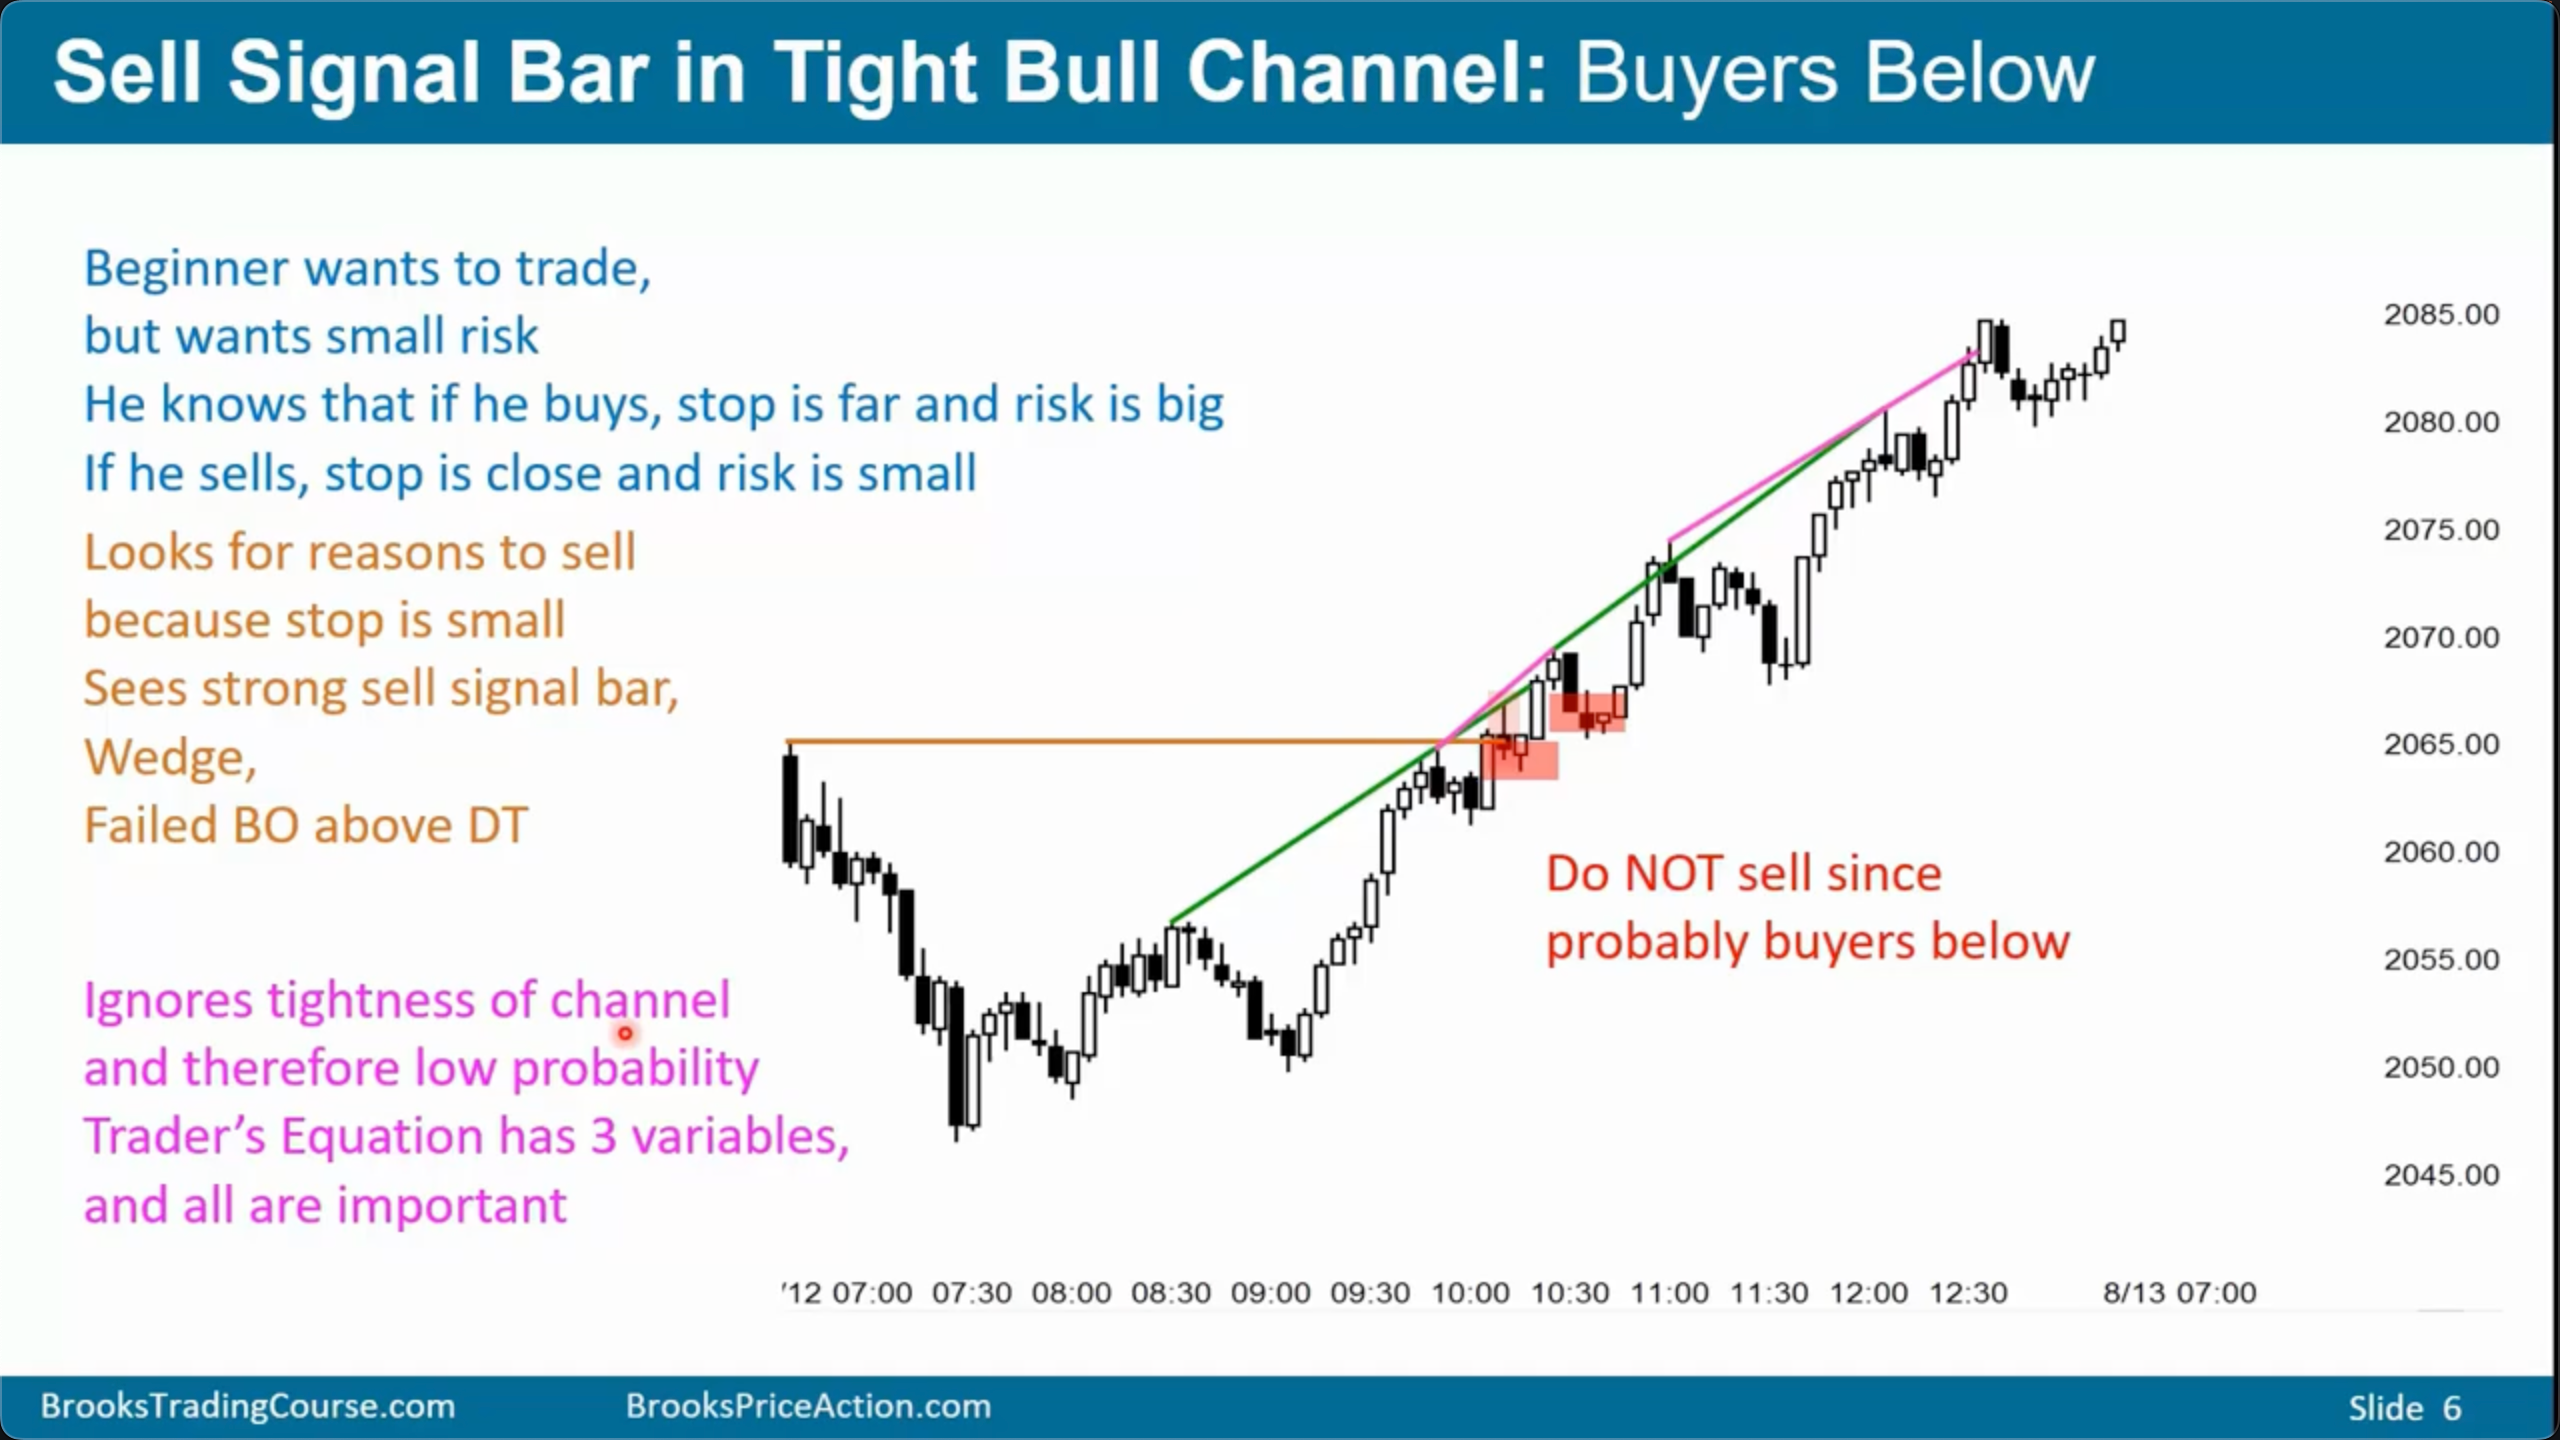 Sell Signal Bar in Tight Bull Channel: Buyers Below
Beginner wants to trade,
but wants small risk
He knows that if he buys, stop is far and risk is big
If he sells, stop is close and risk is small
Looks for reasons to sell
because stop is small
Sees strong sell signal bar,
Wedge,
Failed BO above DT
Ignores tightness of channel
and therefore low probability
Trader's Equation has 3 variables,
and all are important
Do NOT sell since
probably buyers below
2085.00
2080.00
2075.00
2070.00
2065.00
2060.00
2055.00
2050.00
2045.00
'12 07:00 07:30 08:00 08:30 09:00 09:30 10:00 10:30 11:00 11:30 12:00 12:30 8/13 07:00
BrooksTradingCourse.com BrooksPriceAction.com Slide 6